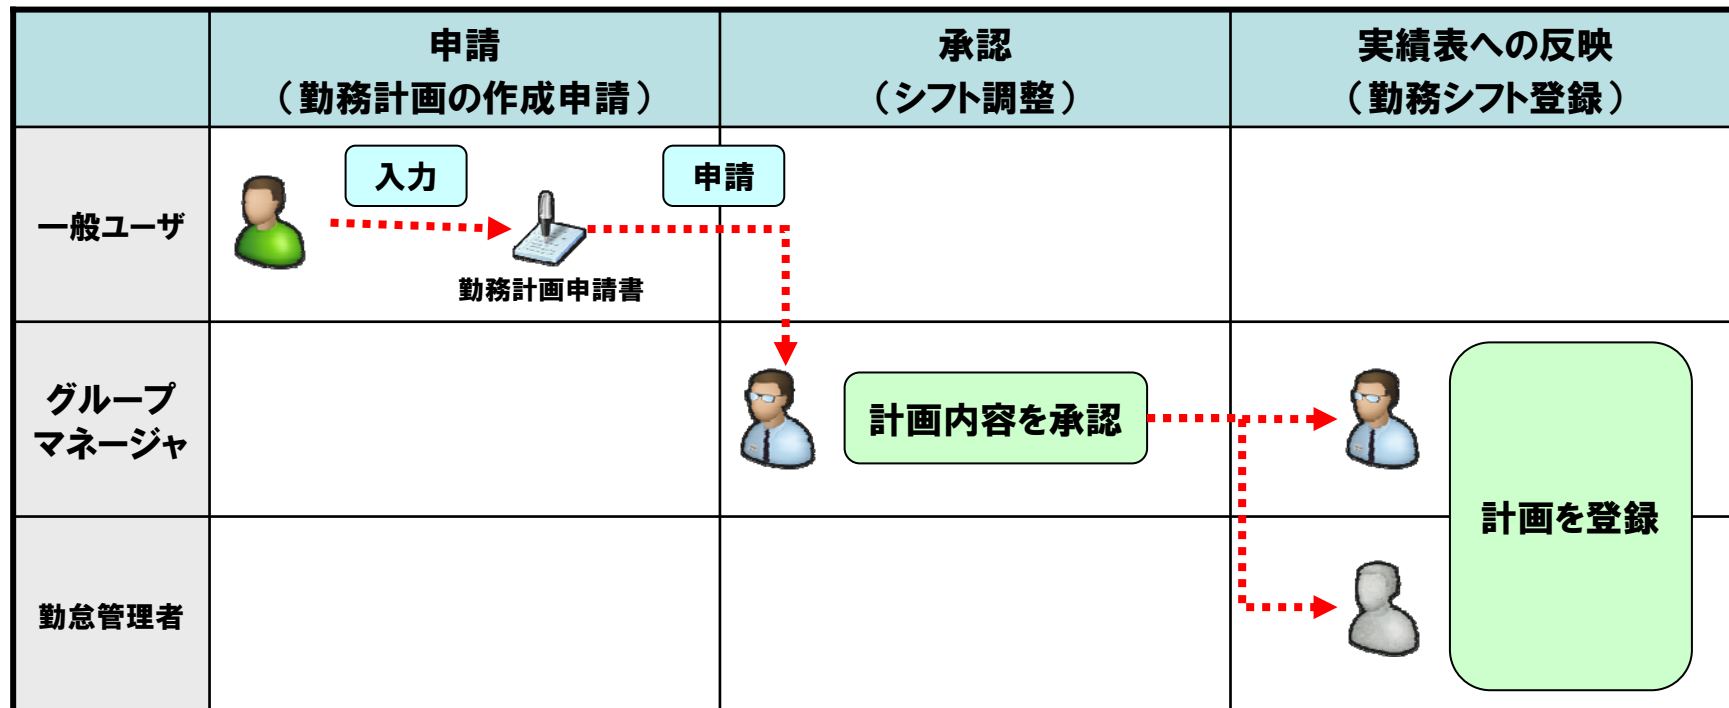 申請
（勤務計画の作成申請）
承認
（シフト調整）
実績表への反映
（勤務シフト登録）
一般ユーザ
入力
申請
勤務計画申請書
グループ
マネージャ
計画内容を承認
計画を登録
勤怠管理者